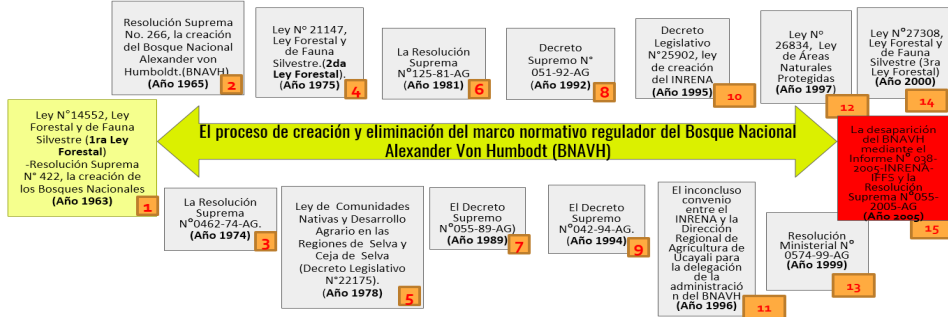 Ley N°14552, Ley
Forestal y de Fauna
Silvestre (1ra Ley
Forestal)
-Resolución Suprema
N° 422, la creación de
los Bosques Nacionales
(Año 1963)
1
Resolución Suprema
No. 266, la creación
del Bosque Nacional
Alexander von
Humboldt.(BNAVH)
(Año 1965)
2
La Resolución
Suprema
N°0462-74-AG.
(Año 1974)
3
Ley Nº 21147,
Ley Forestal y
de Fauna
Silvestre.(2da
Ley Forestal).
(Año 1975)
4
Ley de Comunidades
Nativas y Desarrollo
Agrario en las
Regiones de Selva y
Ceja de Selva
(Decreto Legislativo
N°22175).
(Año 1978)
5
La Resolución
Suprema
N°125-81-AG
(Año 1981)
6
El Decreto
Supremo
N°055-89-AG)
(Año 1989)
7
Decreto
Supremo N°
051-92-AG
(Año 1992)
8
El Decreto
Supremo
N°042-94-AG.
(Año 1994)
9
Decreto
Legislativo
N°25902, ley
de creación del
INRENA
(Año 1995)
10
El inconcluso
convenio
entre el
INRENA y la
Dirección
Regional de
Agricultura de
Ucayali para
la delegación
de la
administració
n del BNAVH
(Año 1996)
11
Ley Nº
26834, Ley
de Áreas
Naturales
Protegidas
(Año 1997)
12
Resolución
Ministerial N°
0574-99-AG
(Año 1999)
13
Ley N°27308,
Ley Forestal y
de Fauna
Silvestre (3ra
Ley Forestal)
(Año 2000)
14
La desaparición
del BNAVH
mediante el
Informe N° 038-
2005-INRENA-
IFFS y la
Resolución
Suprema N°055-
2005-AG
(Año 2005)
15
El proceso de creación y eliminación del marco normativo regulador del Bosque Nacional
Alexander Von Humbodt (BNAVH)